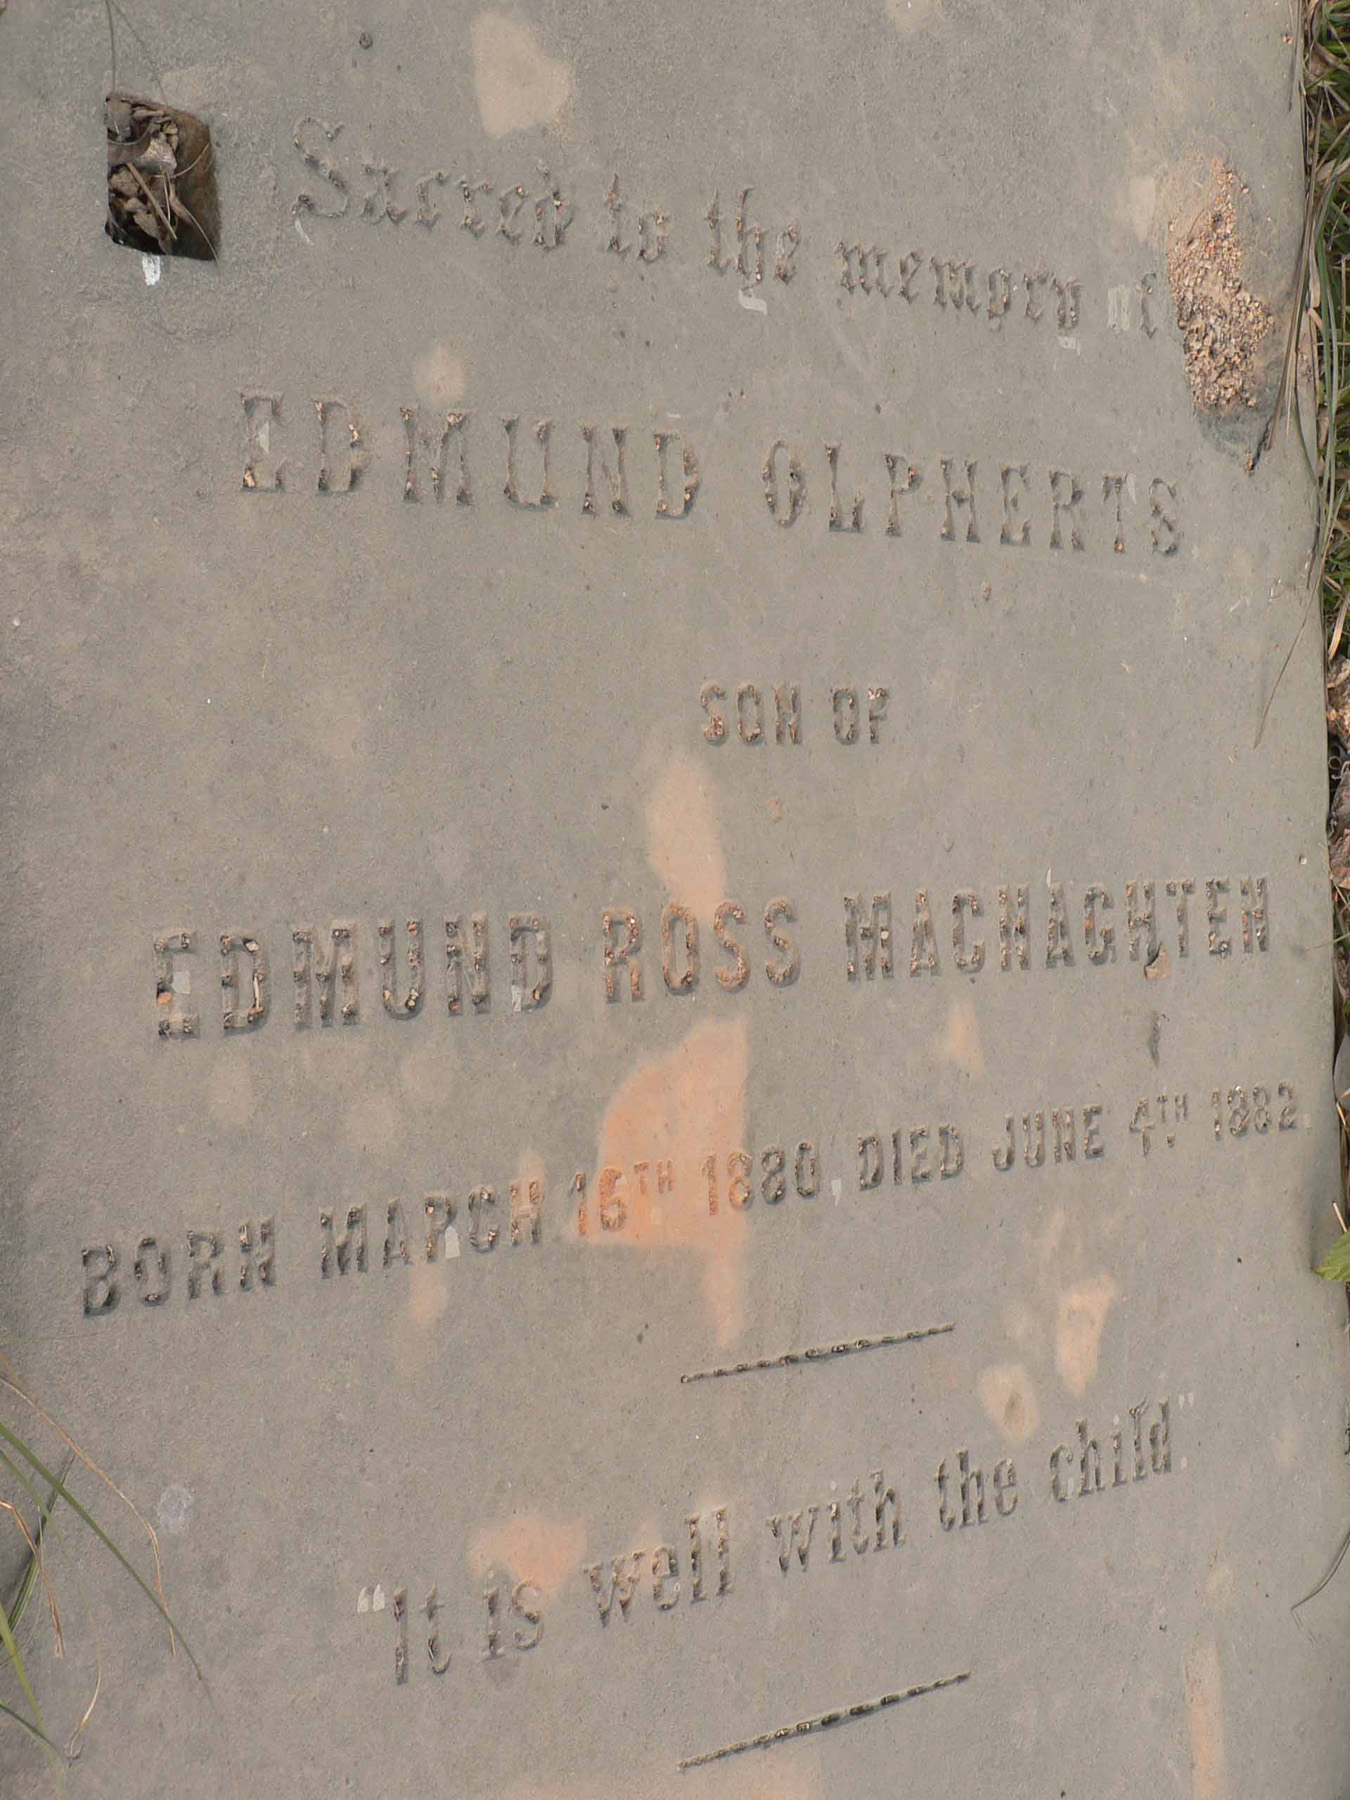 Sacred to the memory of
EDMUND OLPHERTS
SON OF
EDMUND ROSS MACNAGHTEN
BORN MARCH 16TH 1880, DIED JUNE 4TH 1882.
"It is well with the child."